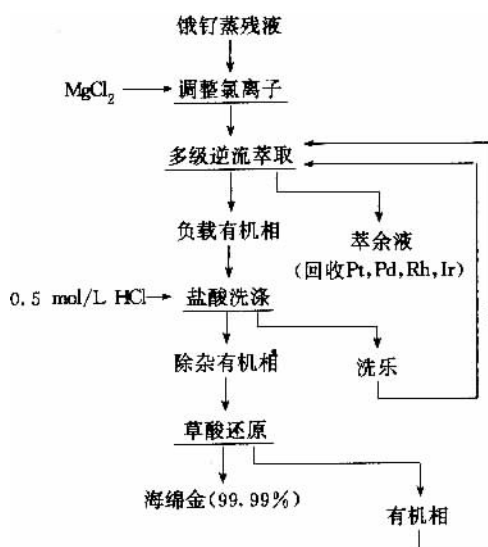 饿钉蒸残液
MgCl₂
调整氯离子
多级逆流萃取
负载有机相
萃余液
(回收Pt,Pd,Rh,Ir)
0.5 mol/L HCl
盐酸洗涤
除杂有机相
洗乐
草酸还原
海绵金(99.99%)
有机相